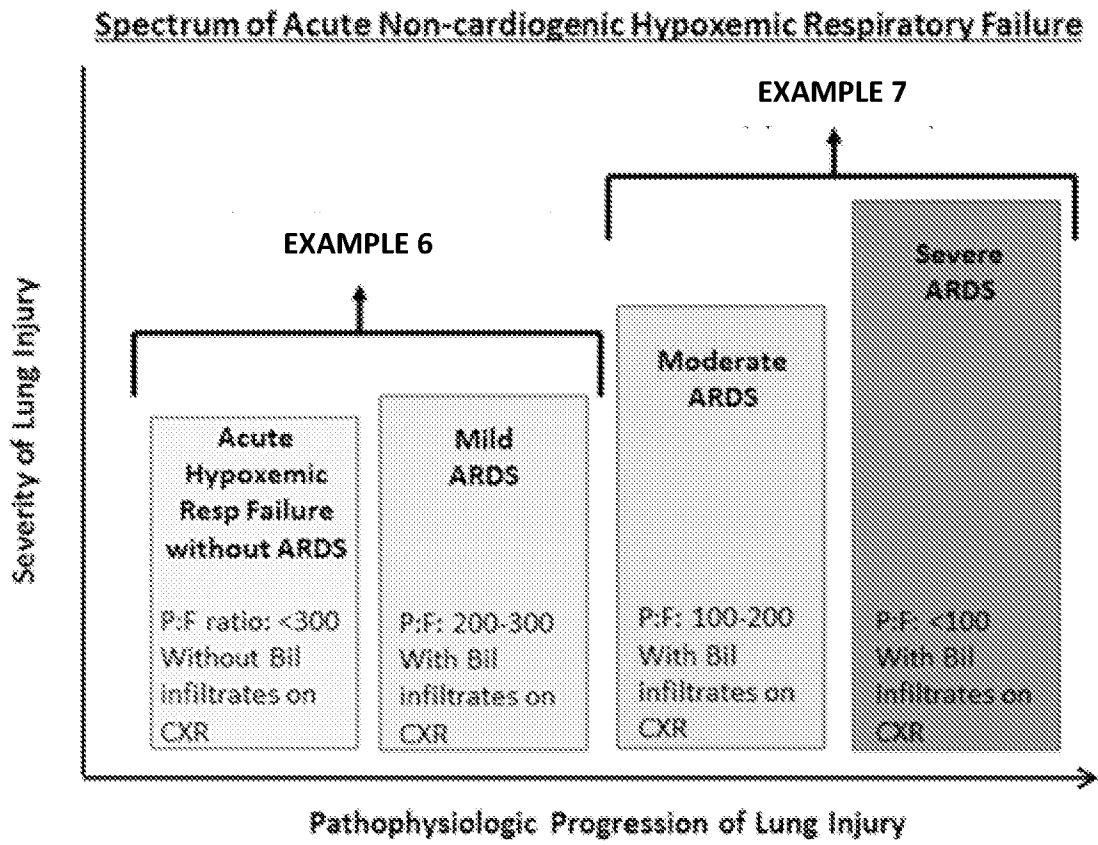 Spectrum of Acute Non-cardiogenic Hypoxemic Respiratory Failure
EXAMPLE 7
EXAMPLE 6
Severity of Lung Injury
Acute
Hypoxemic
Resp Failure
without ARDS
P:F ratio: <300
Without Bil
infiltrates on
CXR
Mild
ARDS
P:F: 200-300
With Bil
infiltrates on
CXR
Moderate
ARDS
P:F: 100-200
With Bil
infiltrates on
CXR
Severe
ARDS
P:F: <100
With Bil
infiltrates on
CXR
Pathophysiologic Progression of Lung Injury